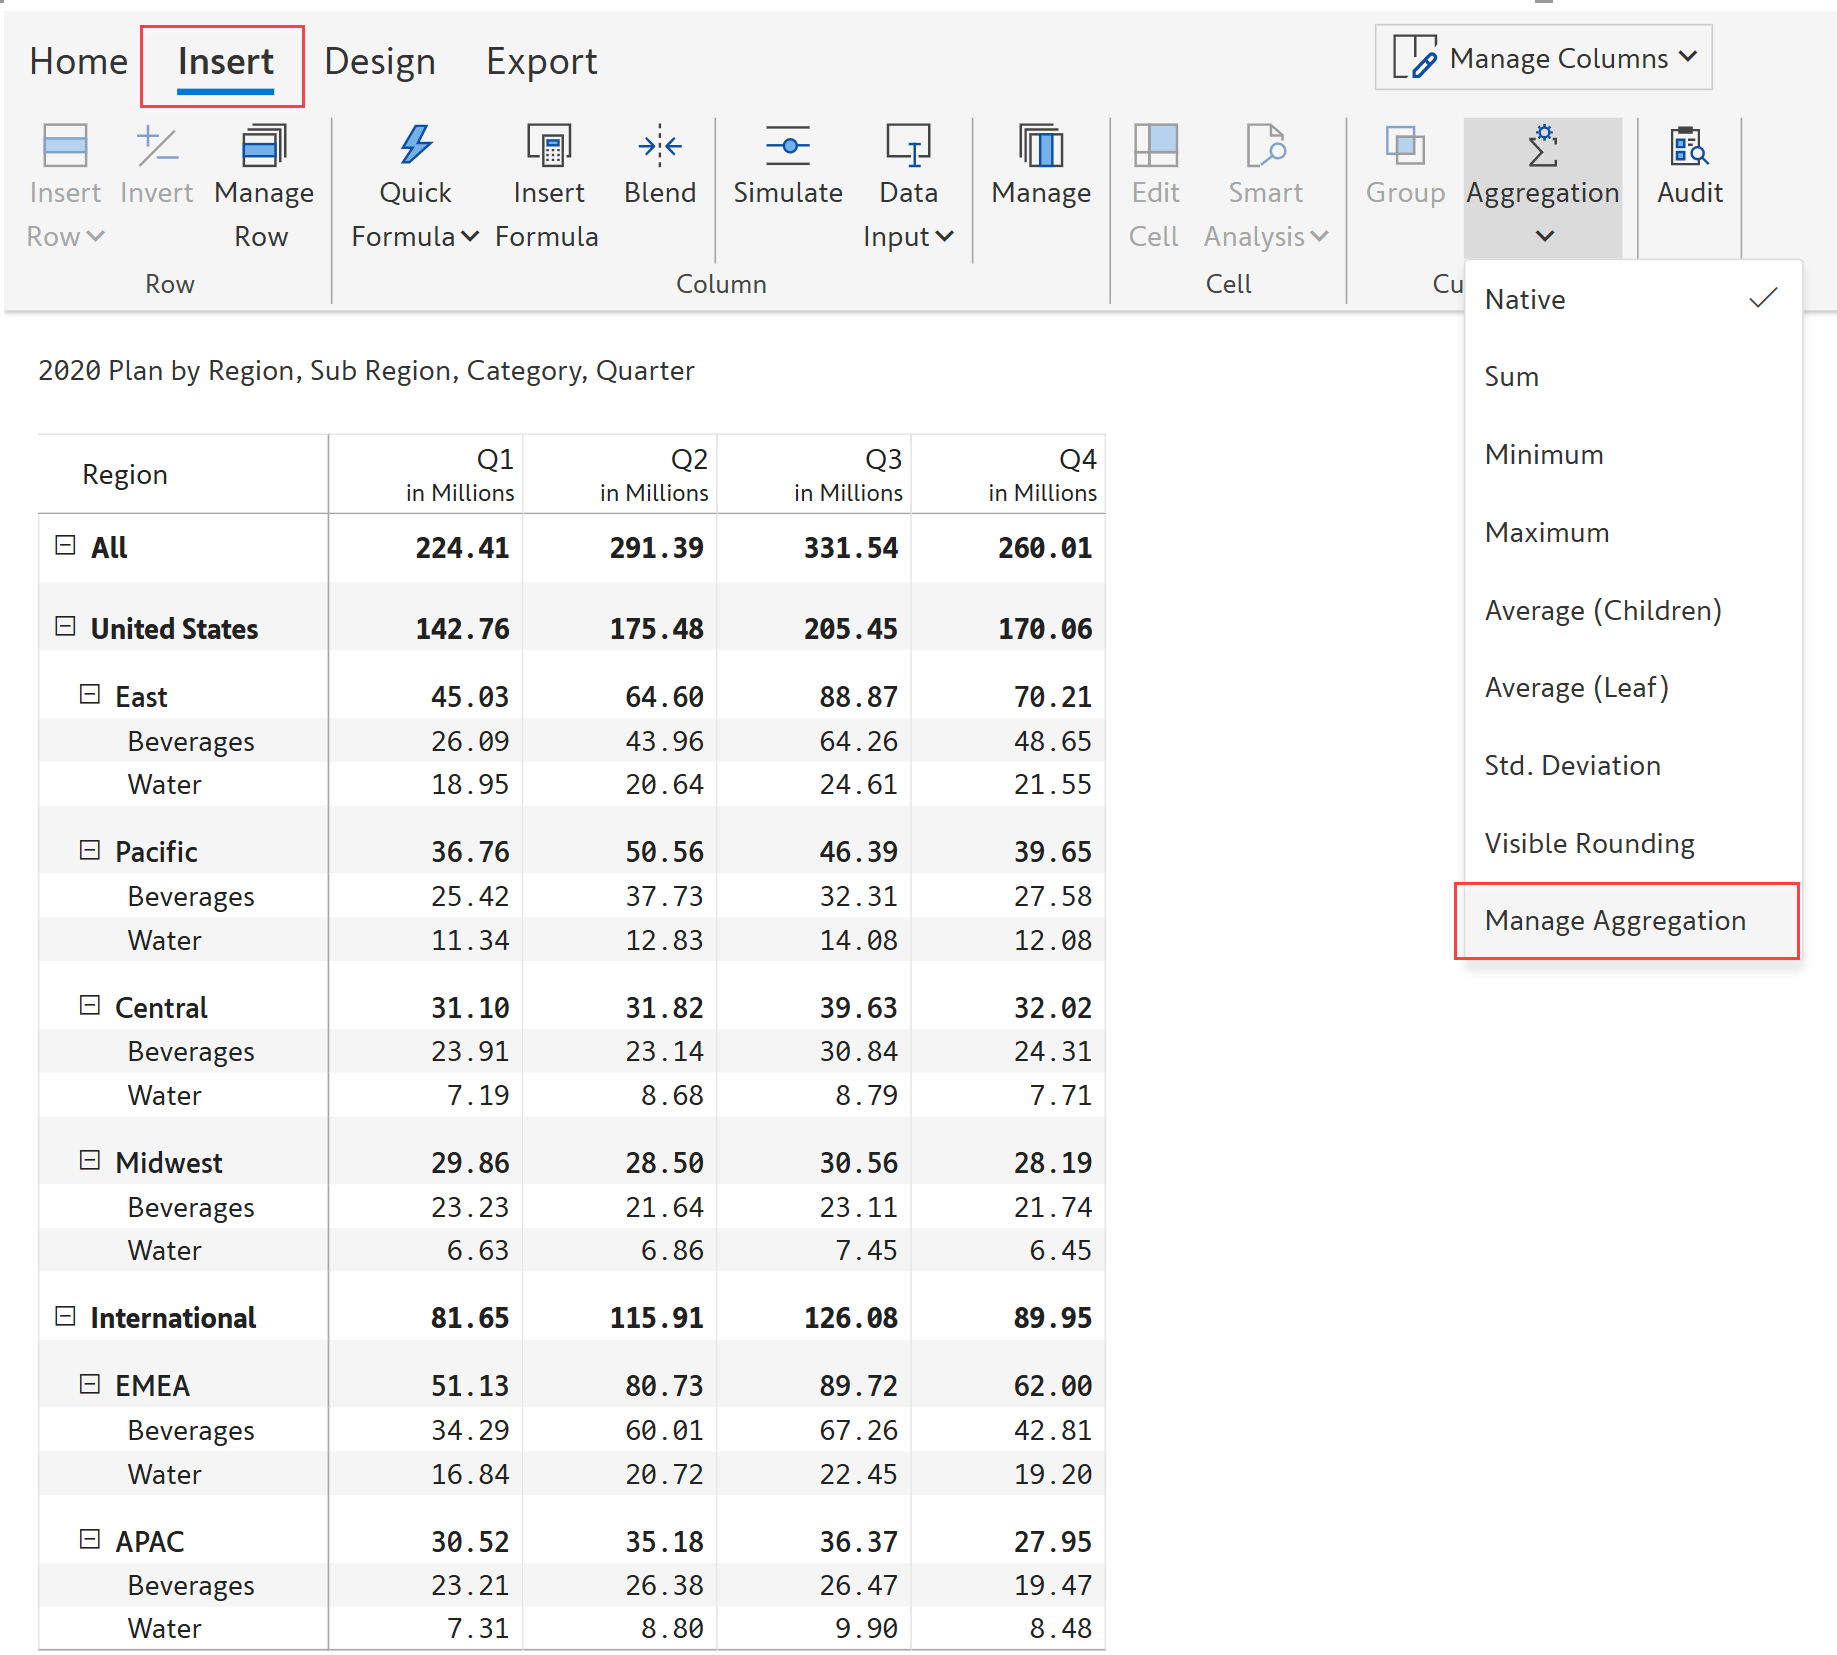 Home Insert Design Export Manage Columns
Insert Row Invert Manage Row Quick Formula Insert Formula Blend Simulate Data Input Manage Edit Cell Smart Analysis Group Aggregation Audit
Row Column Cell Cu
Native
Sum
Minimum
Maximum
Average (Children)
Average (Leaf)
Std. Deviation
Visible Rounding
Manage Aggregation
2020 Plan by Region, Sub Region, Category, Quarter
Region Q1 in Millions Q2 in Millions Q3 in Millions Q4 in Millions
All 224.41 291.39 331.54 260.01
United States 142.76 175.48 205.45 170.06
East 45.03 64.60 88.87 70.21
Beverages 26.09 43.96 64.26 48.65
Water 18.95 20.64 24.61 21.55
Pacific 36.76 50.56 46.39 39.65
Beverages 25.42 37.73 32.31 27.58
Water 11.34 12.83 14.08 12.08
Central 31.10 31.82 39.63 32.02
Beverages 23.91 23.14 30.84 24.31
Water 7.19 8.68 8.79 7.71
Midwest 29.86 28.50 30.56 28.19
Beverages 23.23 21.64 23.11 21.74
Water 6.63 6.86 7.45 6.45
International 81.65 115.91 126.08 89.95
EMEA 51.13 80.73 89.72 62.00
Beverages 34.29 60.01 67.26 42.81
Water 16.84 20.72 22.45 19.20
APAC 30.52 35.18 36.37 27.95
Beverages 23.21 26.38 26.47 19.47
Water 7.31 8.80 9.90 8.48